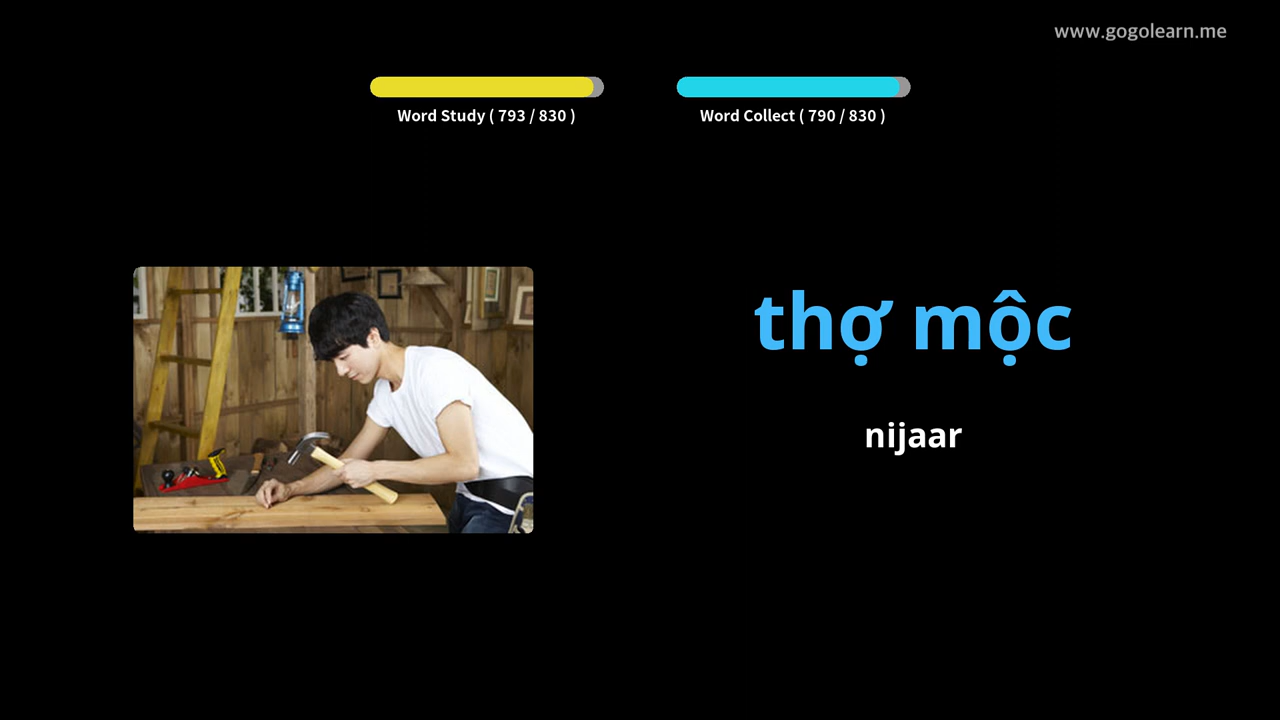 www.gogolearn.me
Word Study ( 793 / 830 )
Word Collect ( 790 / 830 )
thợ mộc
nijaar